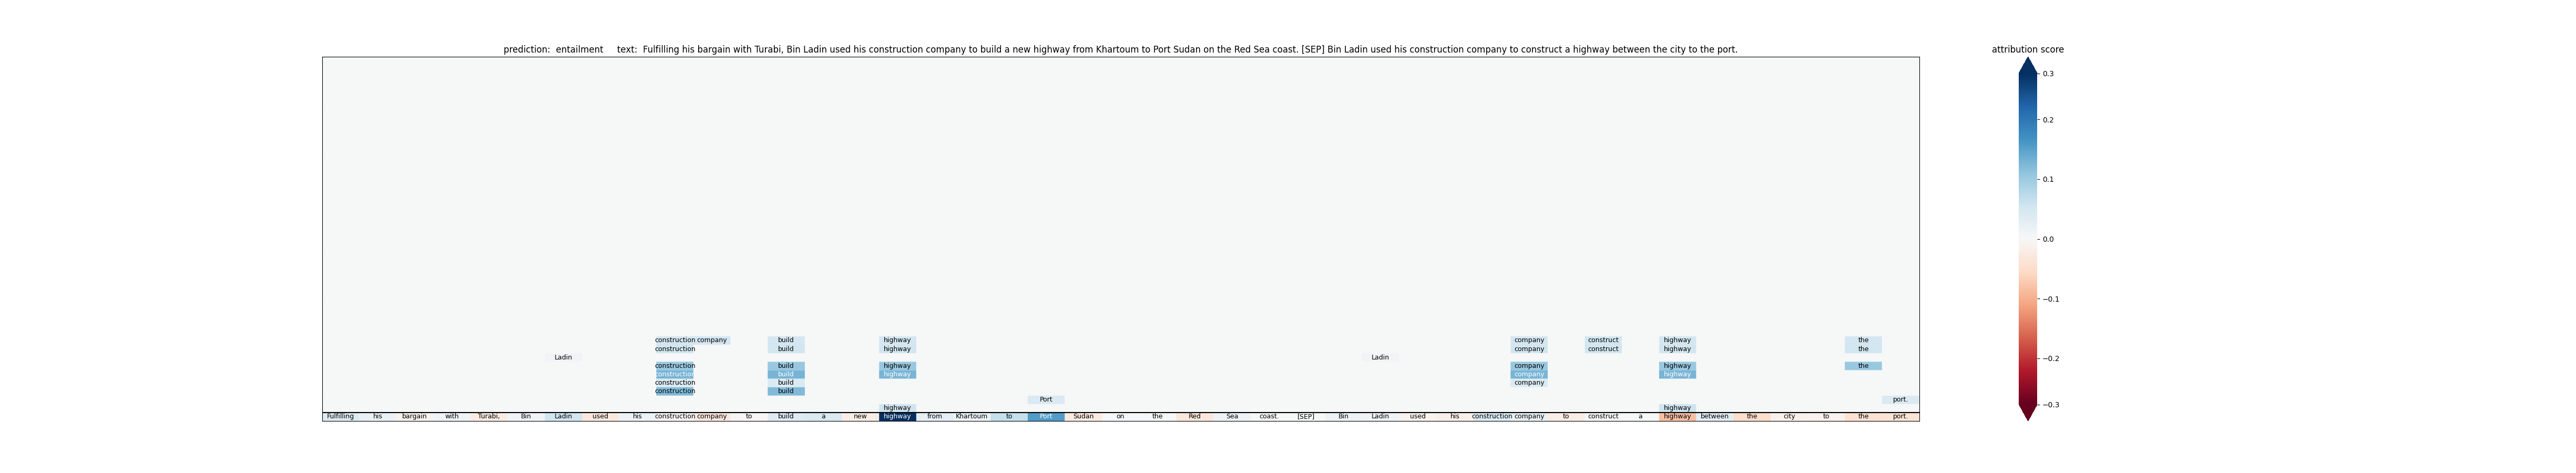 prediction: entailment text: Fulfilling his bargain with Turabi, Bin Ladin used his construction company to build a new highway from Khartoum to Port Sudan on the Red Sea coast. [SEP] Bin Ladin used his construction company to construct a highway between the city to the port.
attribution score
0.3
0.2
0.1
0.0
−0.1
−0.2
−0.3
construction company build highway company construct highway the
construction build highway company construct highway the
Ladin Ladin
construction build highway company highway the
construction build highway company highway
construction build company
construction build
Port port.
highway highway
Fulfilling his bargain with Turabi, Bin Ladin used his construction company to build a new highway from Khartoum to Port Sudan on the Red Sea coast. [SEP] Bin Ladin used his construction company to construct a highway between the city to the port.